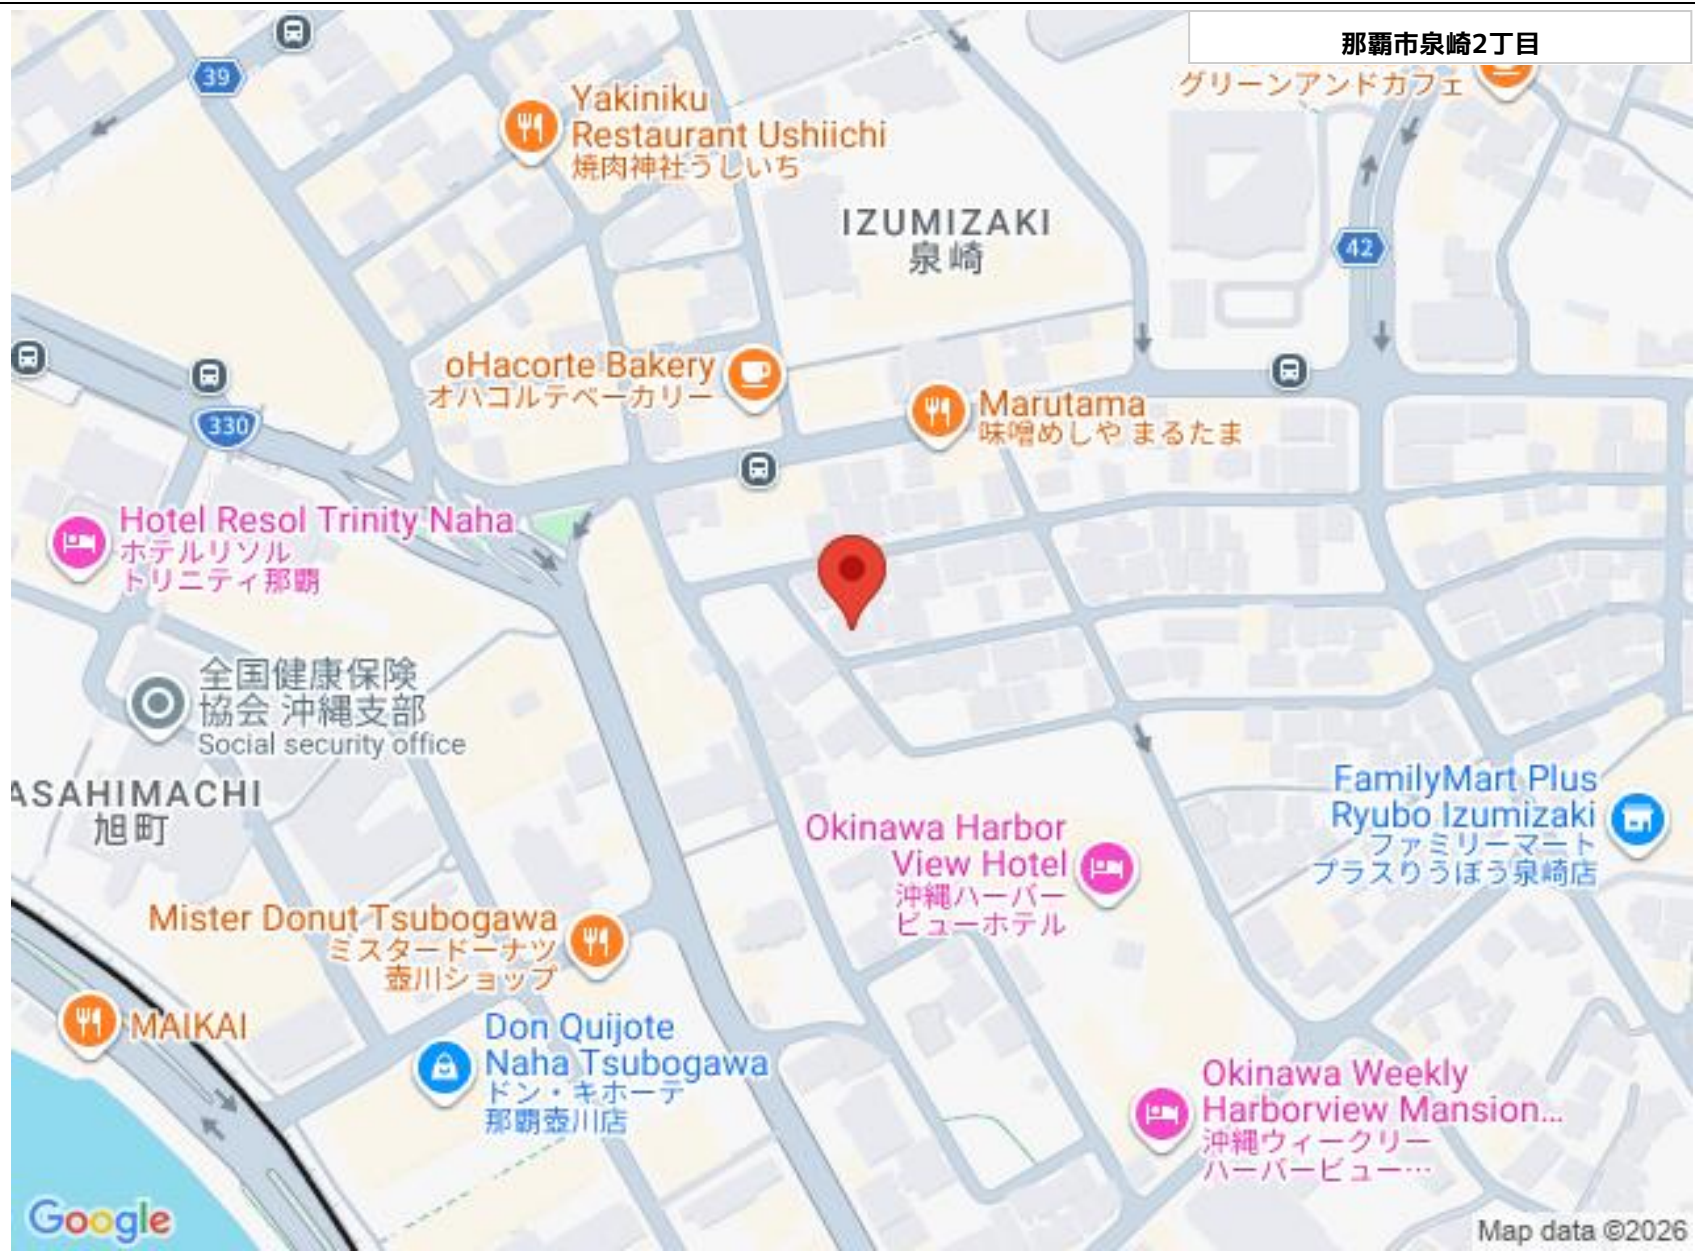 那覇市泉崎2丁目
グリーンアンドカフェ
39
Yakiniku
Restaurant Ushiichi
焼肉神社うしいち
IZUMIZAKI
泉崎
42
oHacorte Bakery
オハコルテベーカリー
Marutama
味噌めしや まるたま
330
Hotel Resol Trinity Naha
ホテルリソル
トリニティ那覇
全国健康保険
協会 沖縄支部
Social security office
ASAHIMACHI
旭町
FamilyMart Plus
Ryubo Izumizaki
ファミリーマート
プラスりうぼう泉崎店
Okinawa Harbor
View Hotel
沖縄ハーバー
ビューホテル
Mister Donut Tsubogawa
ミスタードーナツ
壺川ショップ
MAIKAI
Don Quijote
Naha Tsubogawa
ドン・キホーテ
那覇壺川店
Okinawa Weekly
Harborview Mansion...
沖縄ウィークリー
ハーバービュー…
Google
Map data ©2026